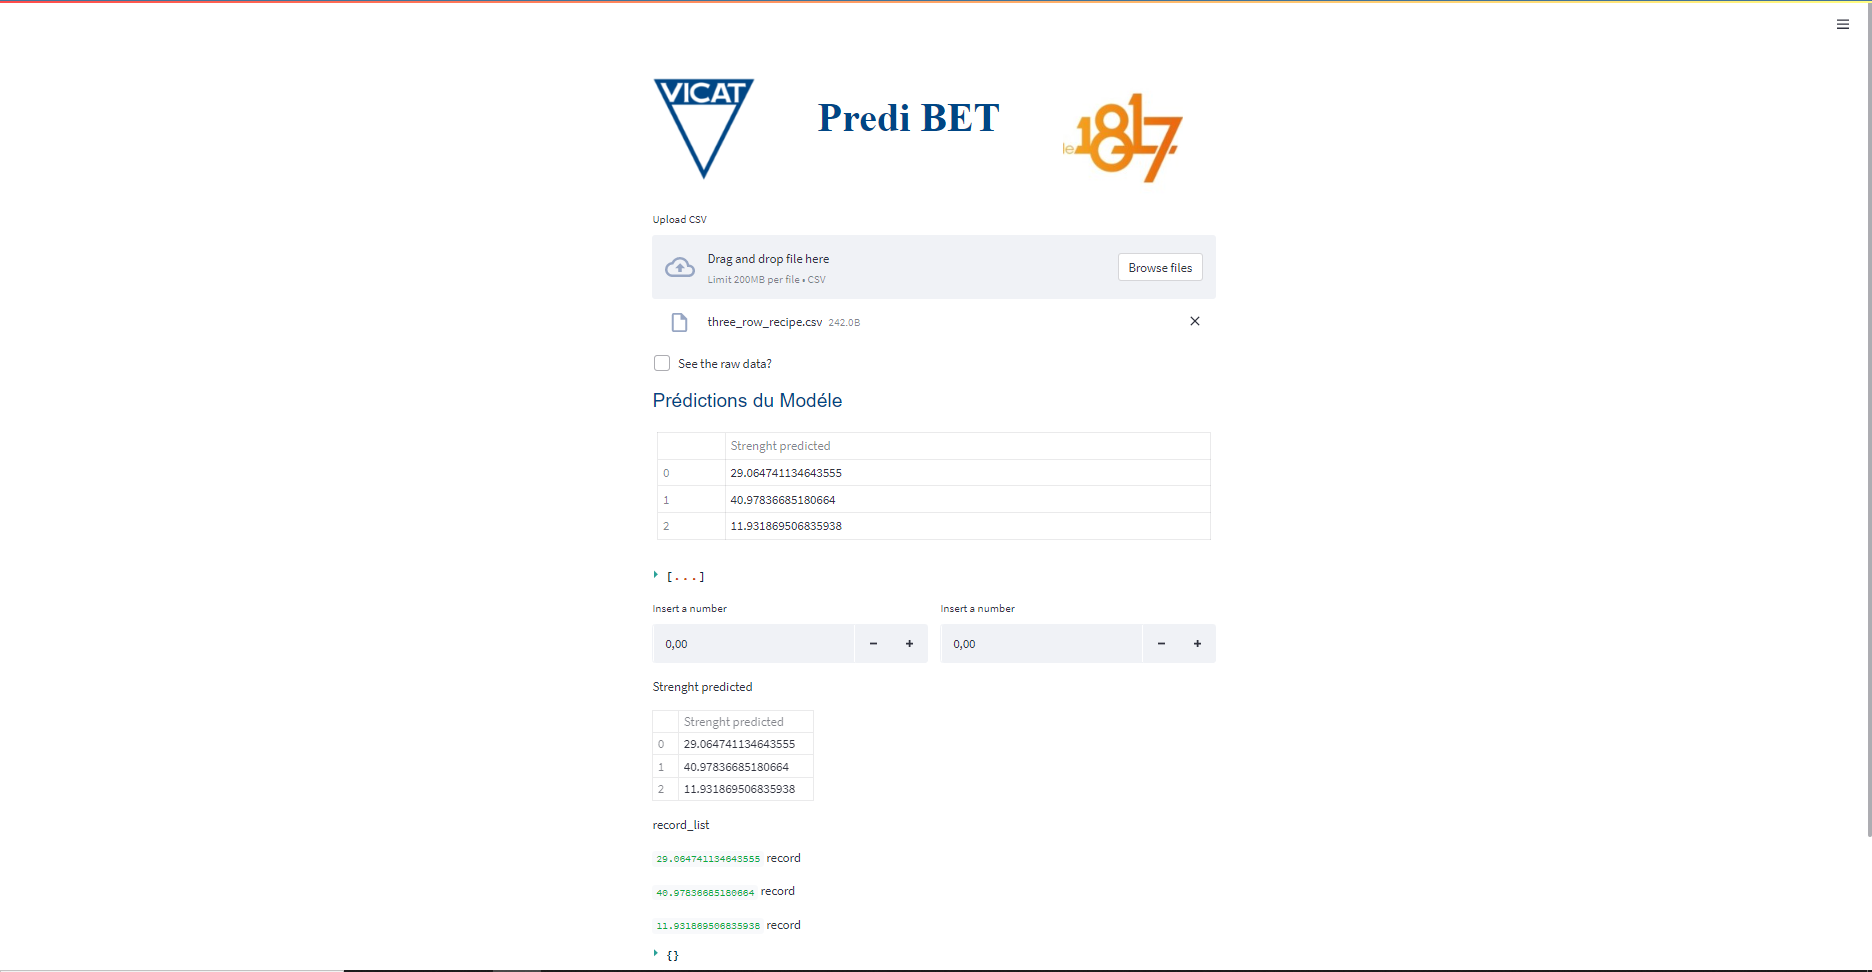 VICAT
Predi BET
le 1817
Upload CSV
Drag and drop file here
Limit 200MB per file • CSV
Browse files
three_row_recipe.csv 242.0B
See the raw data?
Prédictions du Modéle
Strenght predicted
0 29.064741134643555
1 40.97836685180664
2 11.931869506835938
[...]
Insert a number Insert a number
0,00 − + 0,00 − +
Strenght predicted
Strenght predicted
0 29.064741134643555
1 40.97836685180664
2 11.931869506835938
record_list
29.064741134643555 record
40.97836685180664 record
11.931869506835938 record
{}